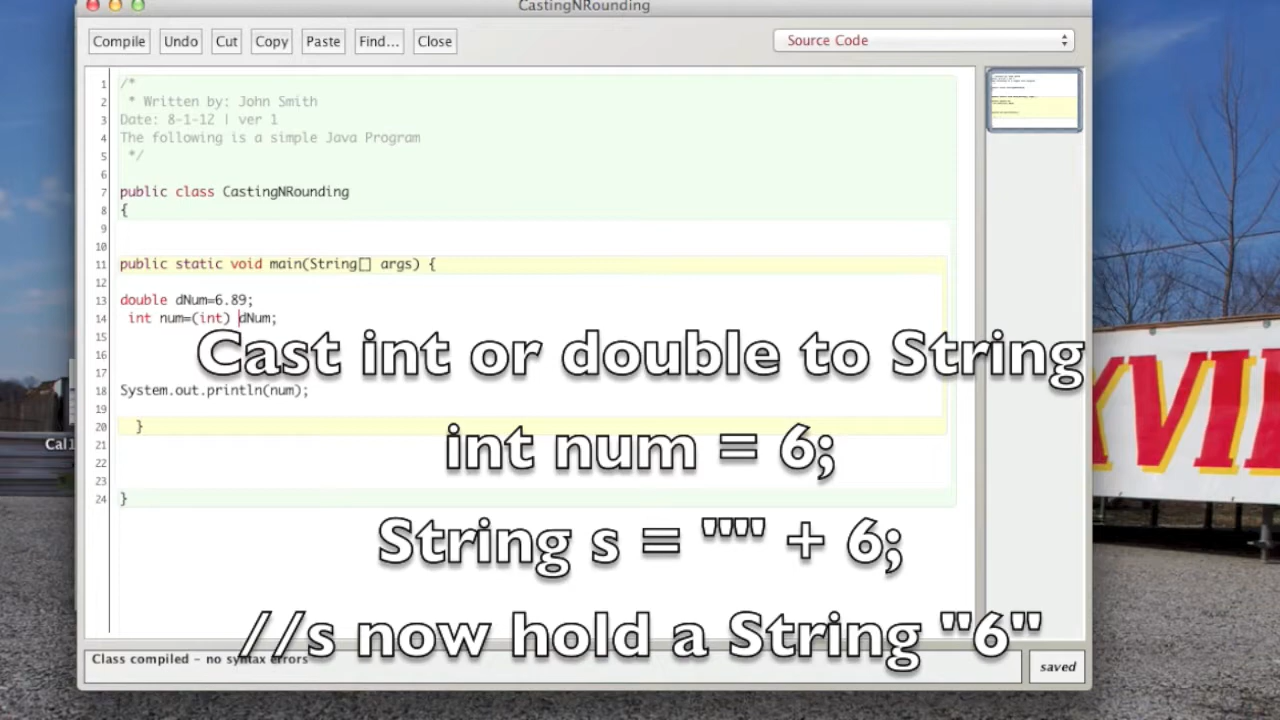 CastingNRounding
Compile Undo Cut Copy Paste Find... Close Source Code
1 /*
2 * Written by: John Smith
3 Date: 8-1-12 | ver 1
4 The following is a simple Java Program
5 */
6
7 public class CastingNRounding
8 {
9
10
11 public static void main(String[] args) {
12
13 double dNum=6.89;
14 int num=(int) dNum;
15
16
17
18 System.out.println(num);
19
20 }
21
22
23
24 }
Cast int or double to String
int num = 6;
String s = """" + 6;
//s now hold a String "6"
Class compiled - no syntax errors
saved